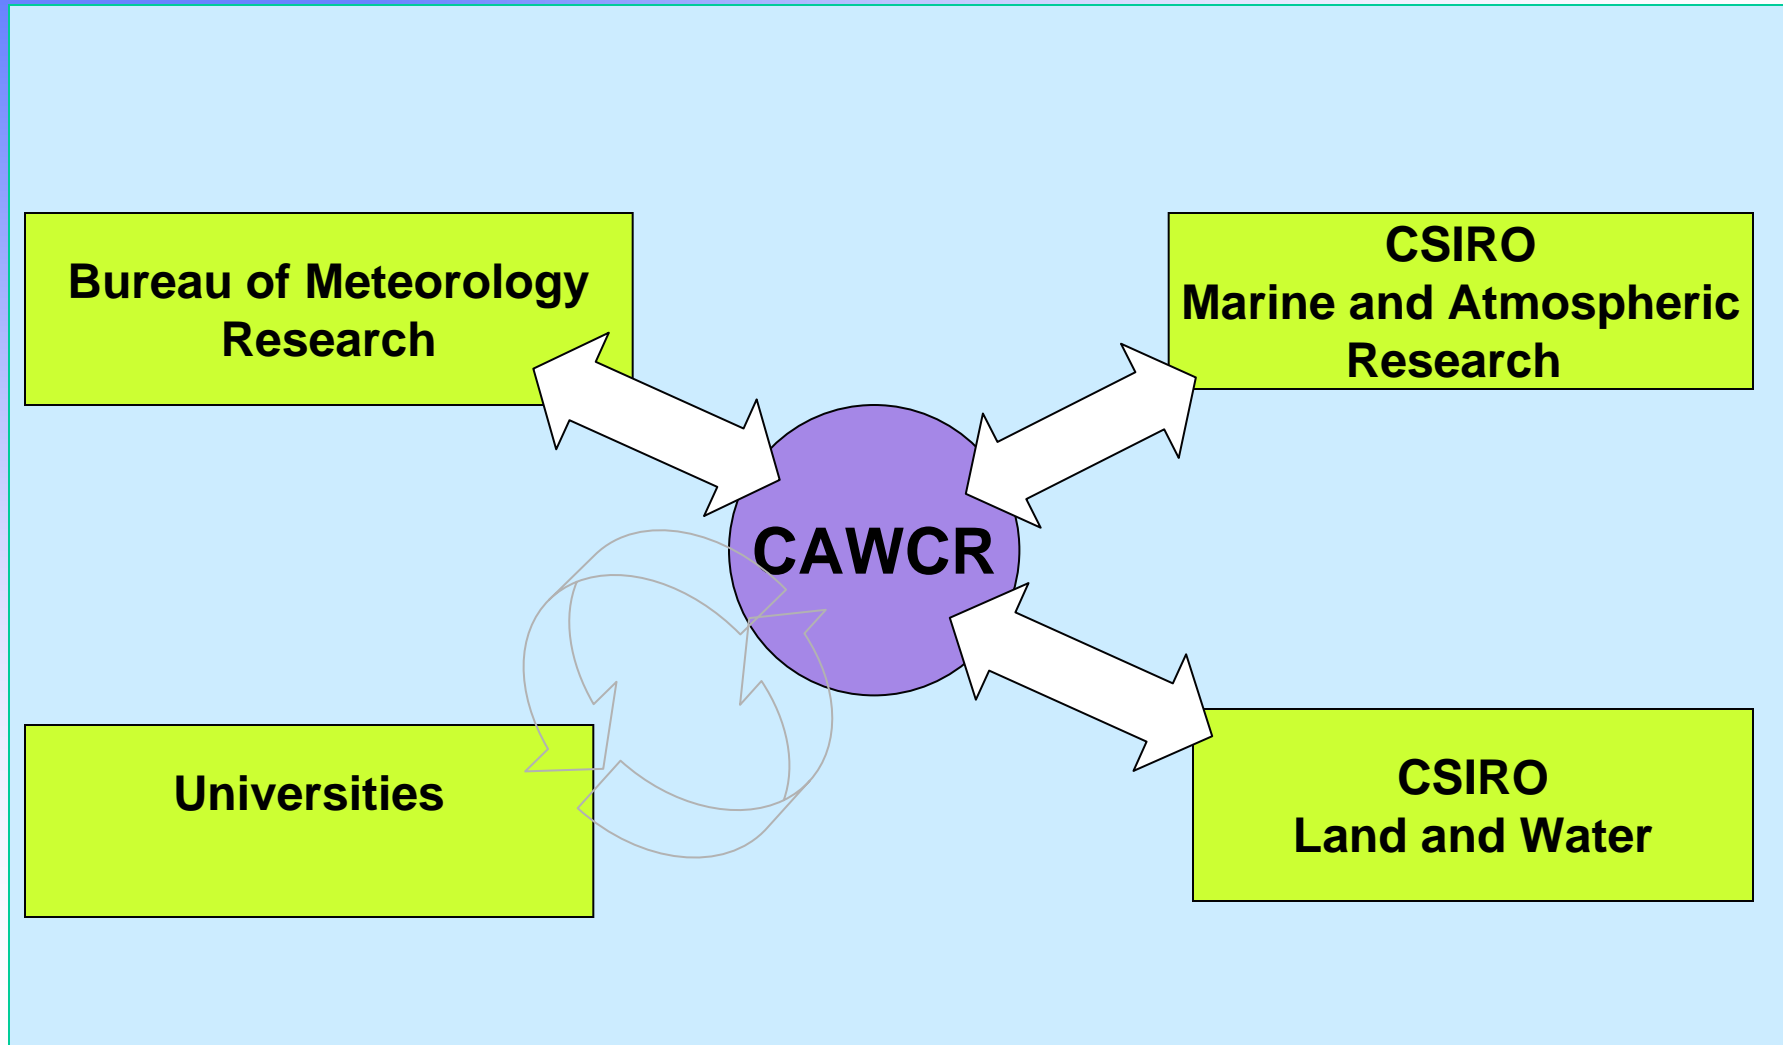 Bureau of Meteorology
Research
CSIRO
Marine and Atmospheric
Research
CAWCR
Universities
CSIRO
Land and Water